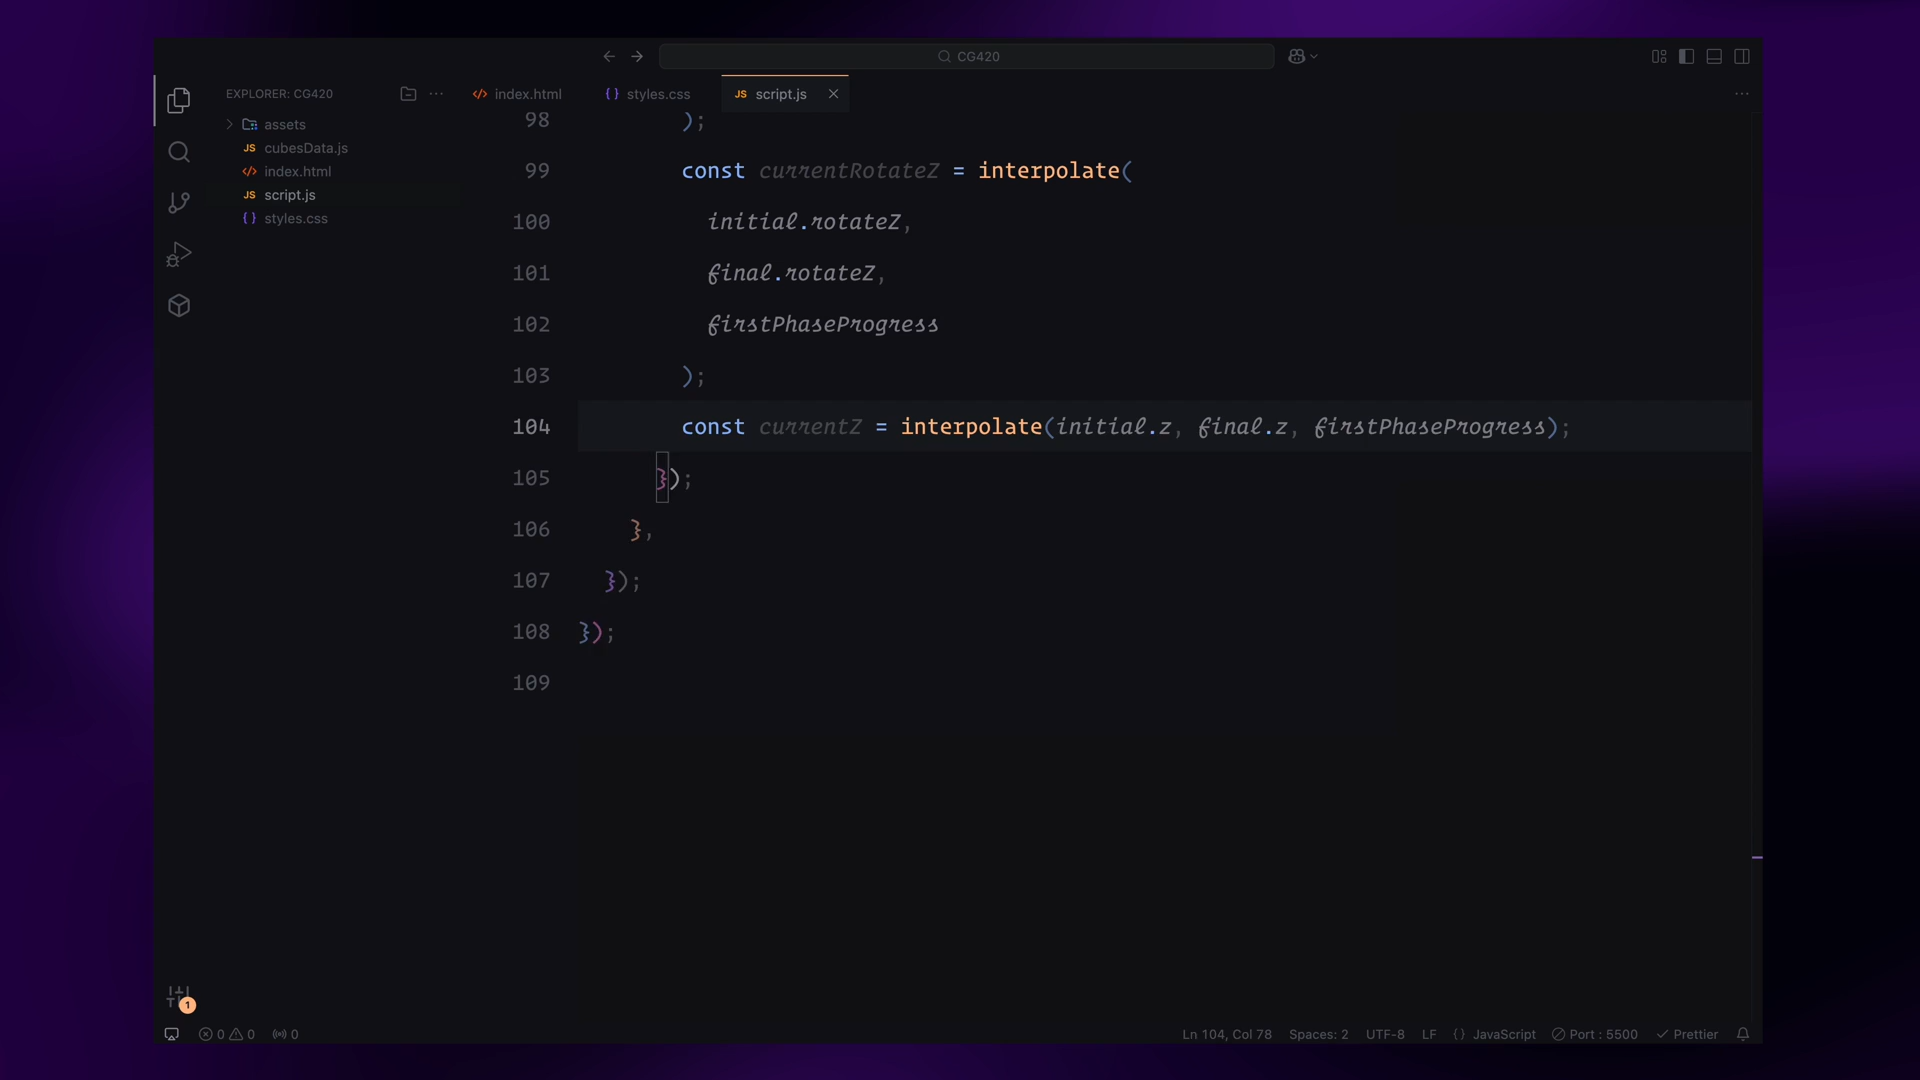 CG420
EXPLORER: CG420
index.html
styles.css
JS script.js
assets
JS cubesData.js
index.html
JS script.js
styles.css
98 );
99 const currentRotateZ = interpolate(
100 initial.rotateZ,
101 final.rotateZ,
102 firstPhaseProgress
103 );
104 const currentZ = interpolate(initial.z, final.z, firstPhaseProgress);
105 });
106 },
107 });
108 });
109
1
0 0 0
Ln 104, Col 78 Spaces: 2 UTF-8 LF {} JavaScript Port : 5500 Prettier